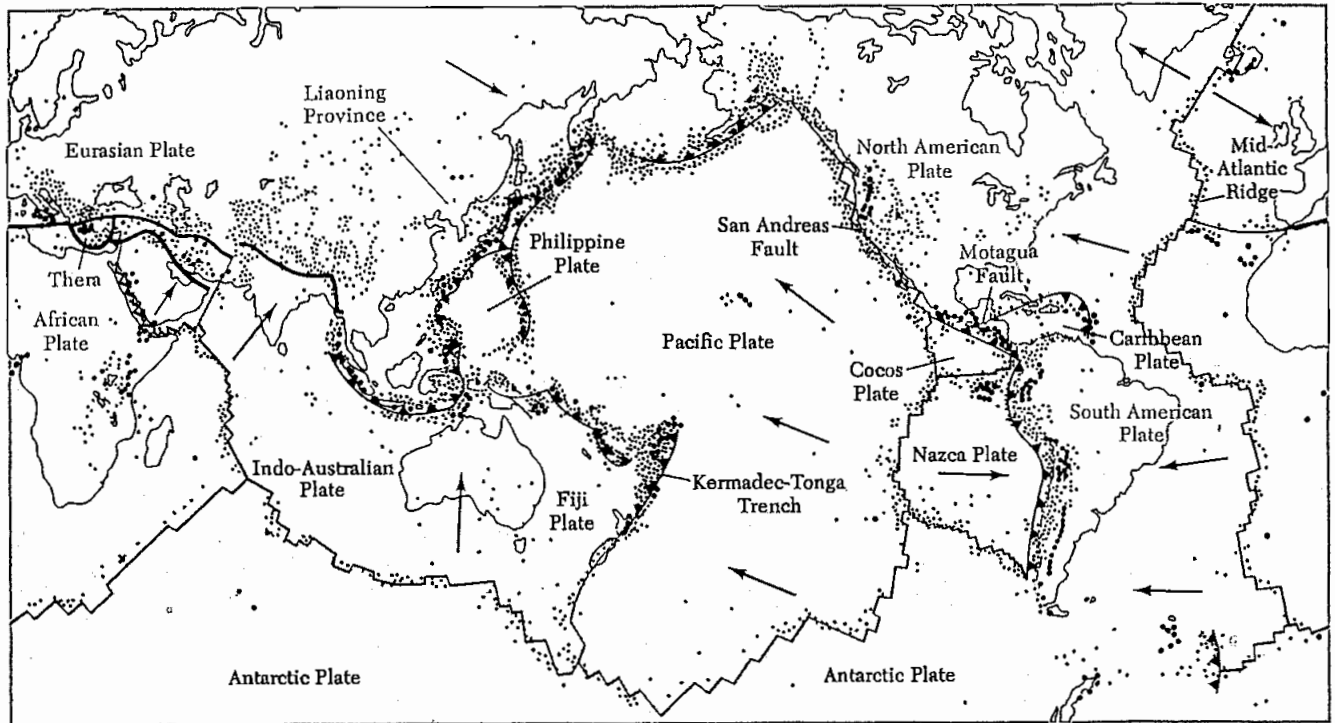 Liaoning
Province
Eurasian Plate
North American
Plate
Mid-
Atlantic
Ridge
San Andreas
Fault
Philippine
Plate
Motagua
Fault
Thera
African
Plate
Pacific Plate
Caribbean
Plate
Cocos
Plate
South American
Plate
Indo-Australian
Plate
Nazca Plate
Kermadec-Tonga
Trench
Fiji
Plate
Antarctic Plate
Antarctic Plate